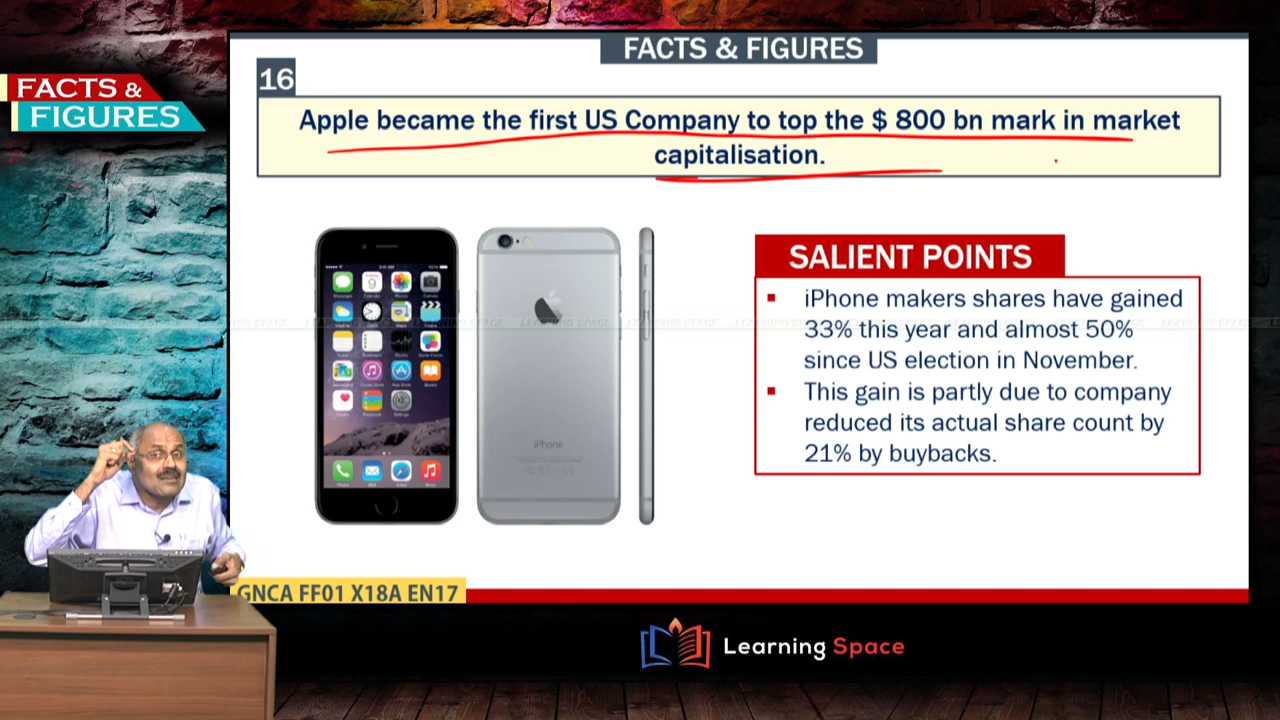 FACTS & FIGURES
16
FACTS &
FIGURES
Apple became the first US Company to top the $ 800 bn mark in market
capitalisation.
SALIENT POINTS
iPhone makers shares have gained
33% this year and almost 50%
since US election in November.
This gain is partly due to company
reduced its actual share count by
21% by buybacks.
LEARNING SPACE
iPhone
GNCA FF01 X18A EN17
Learning Space